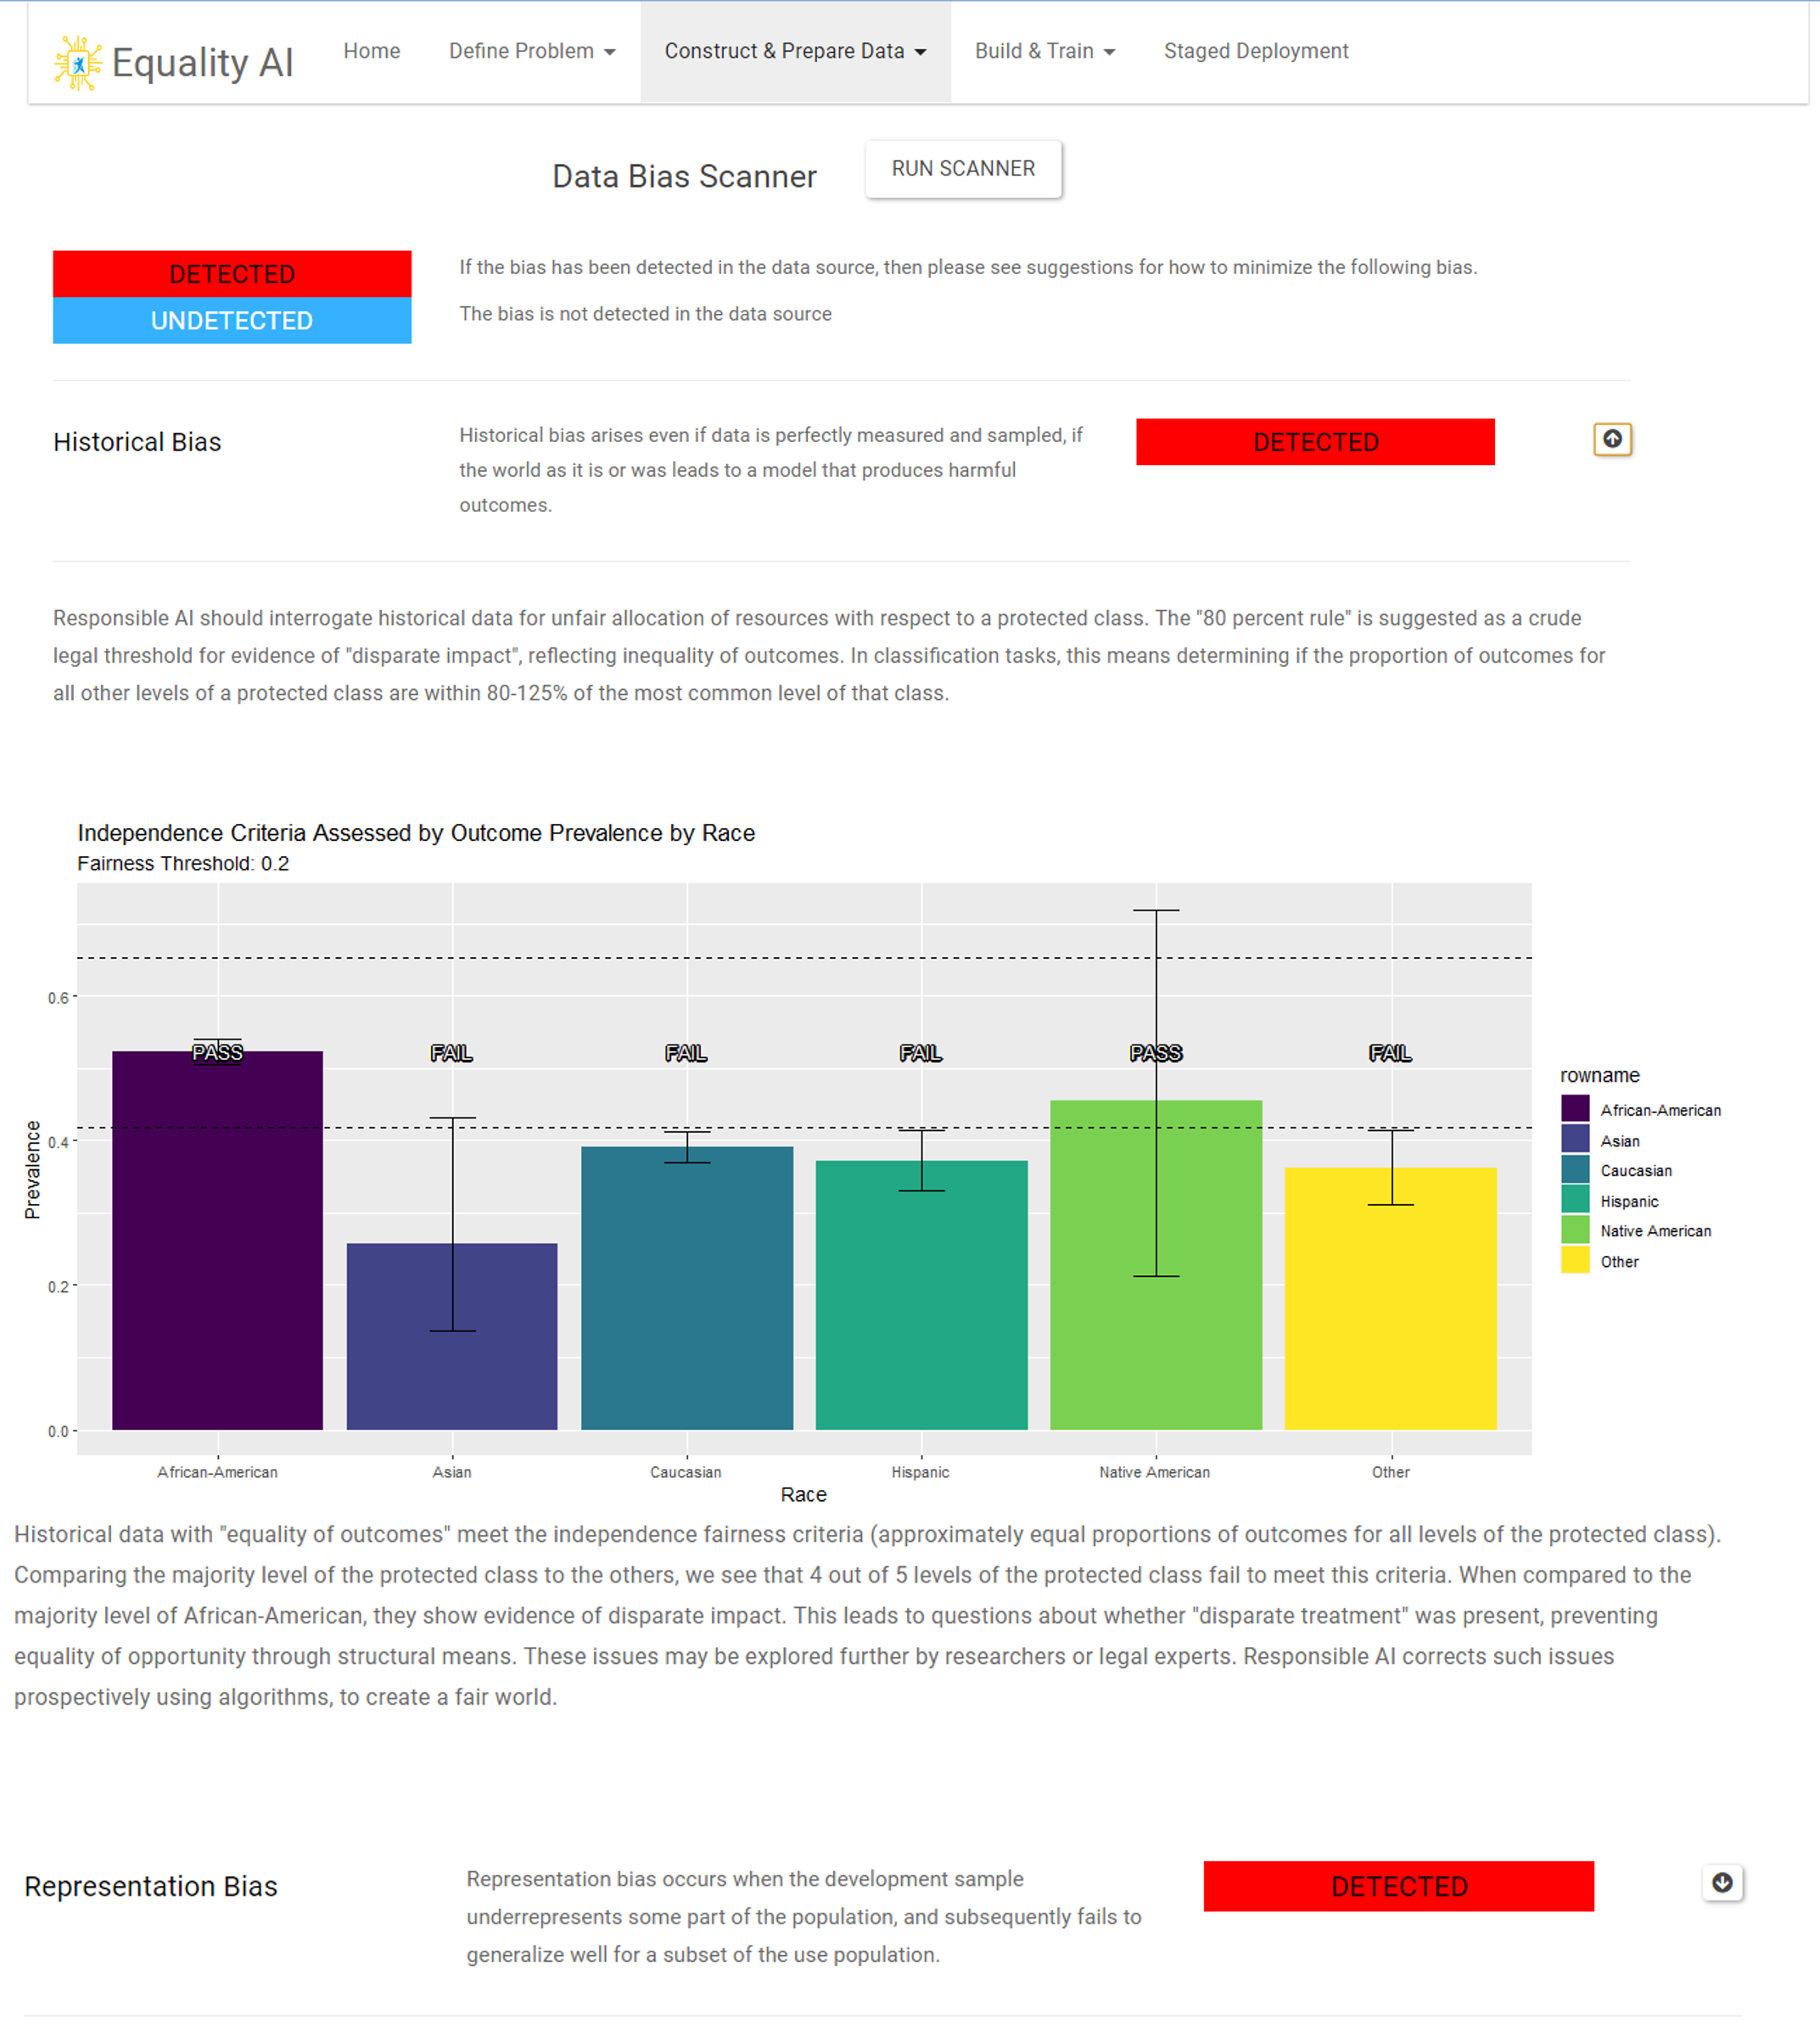 Equality AI
Home
Define Problem
Construct & Prepare Data
Build & Train
Staged Deployment
Data Bias Scanner
RUN SCANNER
DETECTED
If the bias has been detected in the data source, then please see suggestions for how to minimize the following bias.
UNDETECTED
The bias is not detected in the data source
Historical Bias
Historical bias arises even if data is perfectly measured and sampled, if
the world as it is or was leads to a model that produces harmful
outcomes.
DETECTED
Responsible AI should interrogate historical data for unfair allocation of resources with respect to a protected class. The "80 percent rule" is suggested as a crude
legal threshold for evidence of "disparate impact", reflecting inequality of outcomes. In classification tasks, this means determining if the proportion of outcomes for
all other levels of a protected class are within 80-125% of the most common level of that class.
Independence Criteria Assessed by Outcome Prevalence by Race
Fairness Threshold: 0.2
Prevalence
0.6
0.4
0.2
0.0
PASS
FAIL
FAIL
FAIL
PASS
FAIL
African-American
Asian
Caucasian
Hispanic
Native American
Other
Race
rowname
African-American
Asian
Caucasian
Hispanic
Native American
Other
Historical data with "equality of outcomes" meet the independence fairness criteria (approximately equal proportions of outcomes for all levels of the protected class).
Comparing the majority level of the protected class to the others, we see that 4 out of 5 levels of the protected class fail to meet this criteria. When compared to the
majority level of African-American, they show evidence of disparate impact. This leads to questions about whether "disparate treatment" was present, preventing
equality of opportunity through structural means. These issues may be explored further by researchers or legal experts. Responsible AI corrects such issues
prospectively using algorithms, to create a fair world.
Representation Bias
Representation bias occurs when the development sample
underrepresents some part of the population, and subsequently fails to
generalize well for a subset of the use population.
DETECTED